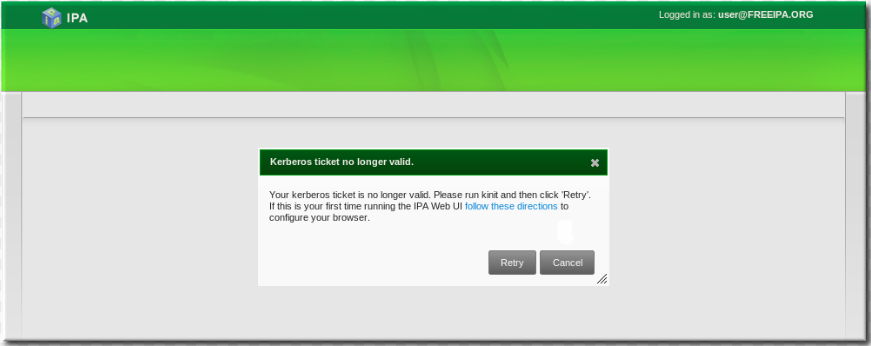 IPA
Logged in as: user@FREEIPA.ORG
Kerberos ticket no longer valid.
Your kerberos ticket is no longer valid. Please run kinit and then click 'Retry'.
If this is your first time running the IPA Web UI follow these directions to
configure your browser.
Retry Cancel